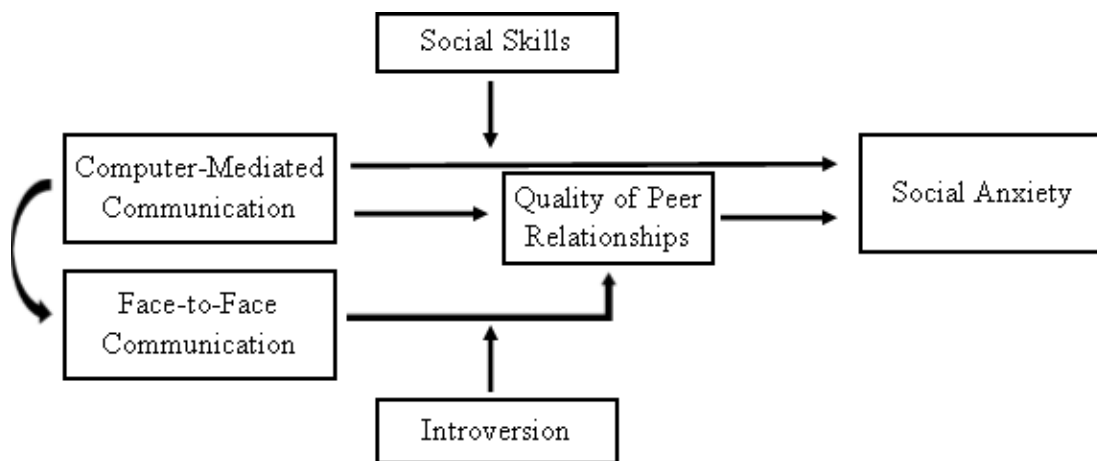 Social Skills
Computer-Mediated
Communication
Quality of Peer
Relationships
Social Anxiety
Face-to-Face
Communication
Introversion